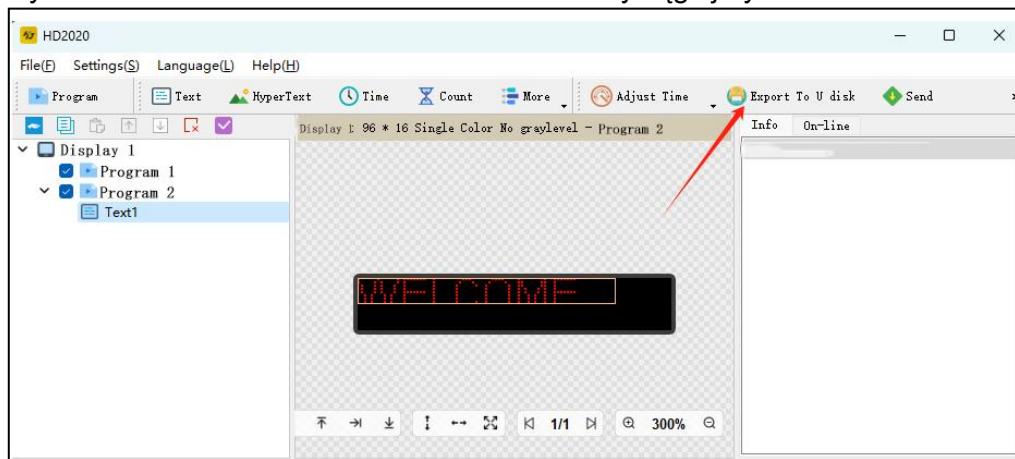 HD2020
File(F) Settings(S) Language(L) Help(H)
Program Text HyperText Time Count More Adjust Time Export To U disk Send
Display 1: 96 * 16 Single Color No graylevel - Program 2
Info On-line
Display 1
Program 1
Program 2
Text1
WELCOME
1/1 300%